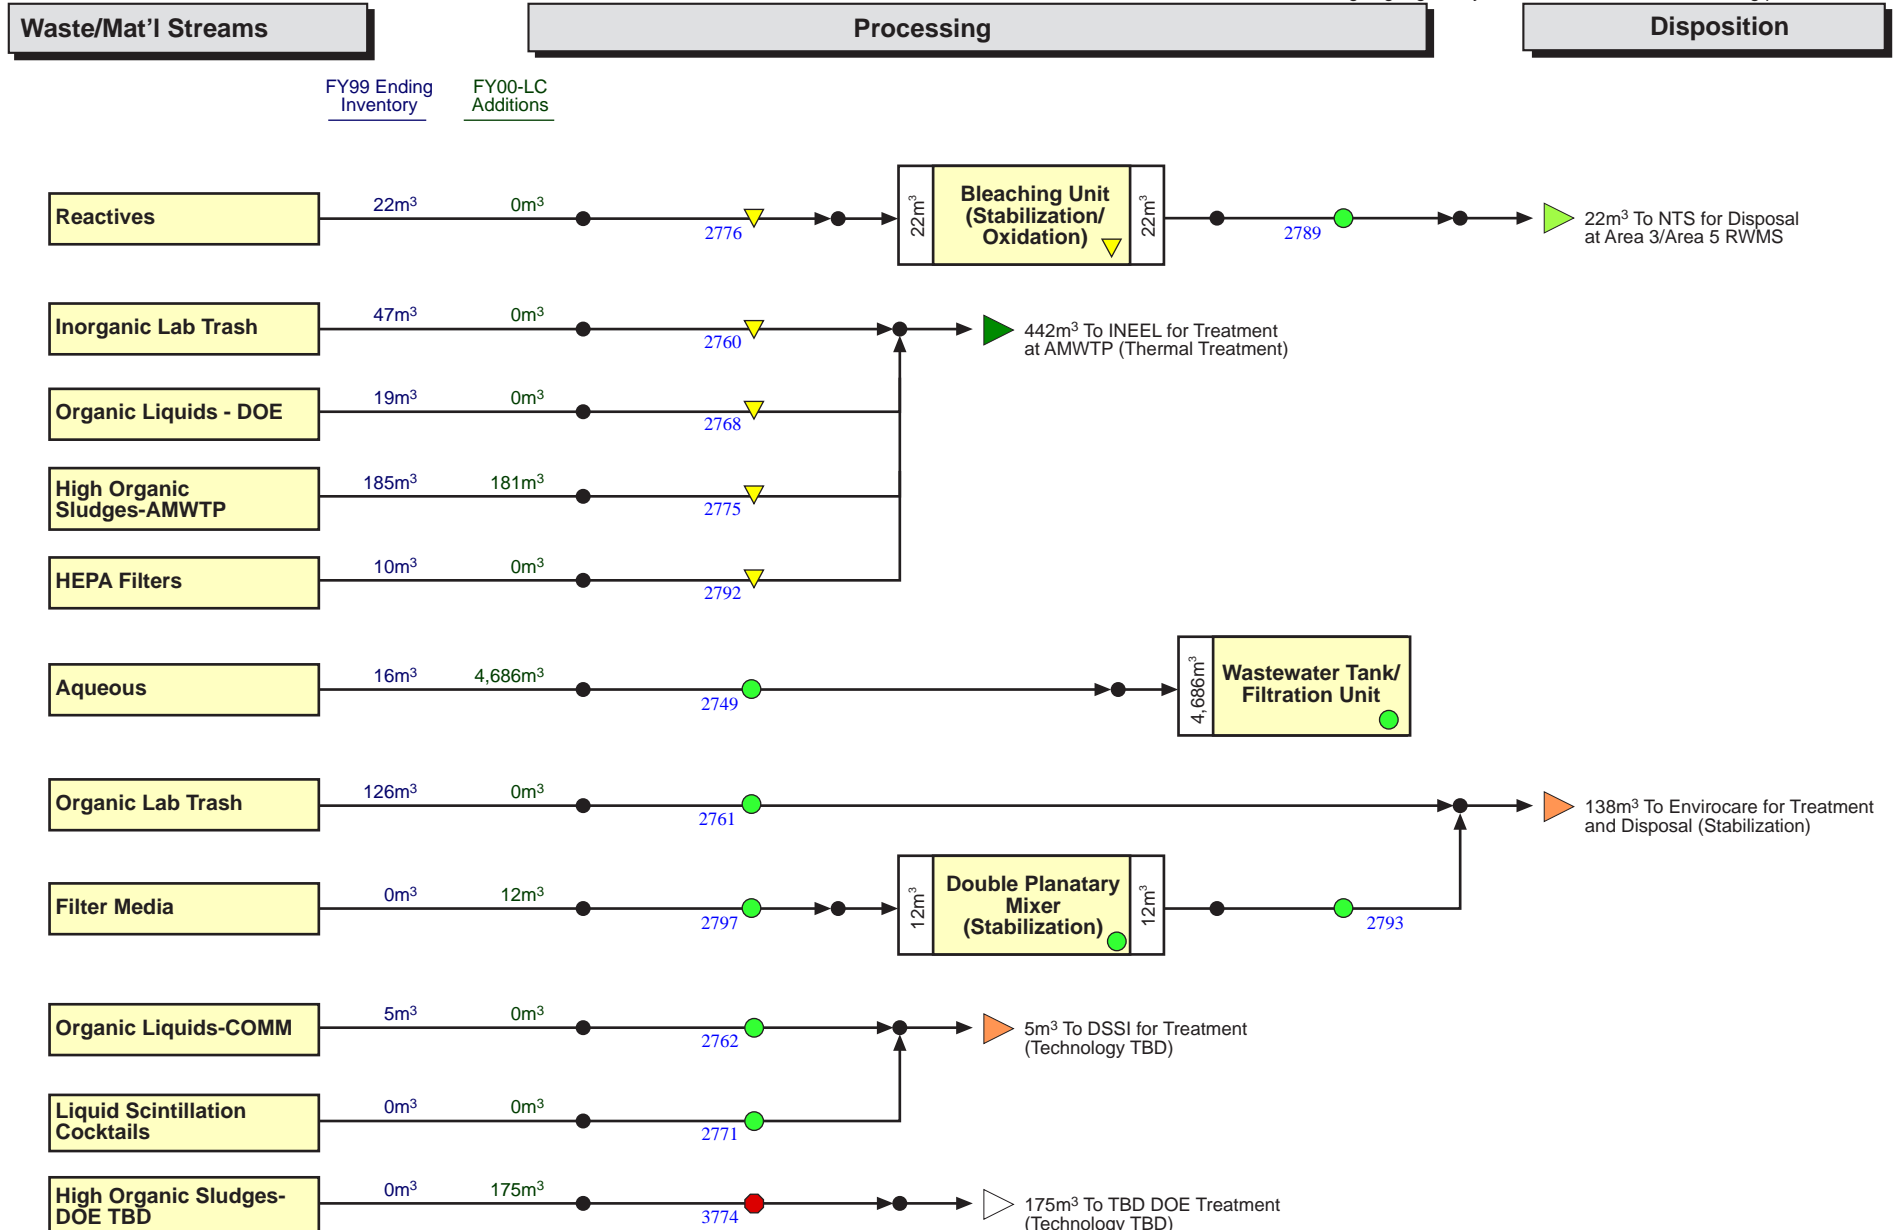 Waste/Mat'l Streams
Processing
Disposition
FY99 Ending
Inventory
FY00-LC
Additions
Reactives
22m³
0m³
2776
22m³
Bleaching Unit
(Stabilization/
Oxidation)
22m³
2789
22m³ To NTS for Disposal
at Area 3/Area 5 RWMS
Inorganic Lab Trash
47m³
0m³
2760
442m³ To INEEL for Treatment
at AMWTP (Thermal Treatment)
Organic Liquids - DOE
19m³
0m³
2768
High Organic
Sludges-AMWTP
185m³
181m³
2775
HEPA Filters
10m³
0m³
2792
Aqueous
16m³
4,686m³
2749
4,686m³
Wastewater Tank/
Filtration Unit
Organic Lab Trash
126m³
0m³
2761
138m³ To Envirocare for Treatment
and Disposal (Stabilization)
Filter Media
0m³
12m³
2797
12m³
Double Planatary
Mixer
(Stabilization)
12m³
2793
Organic Liquids-COMM
5m³
0m³
2762
5m³ To DSSI for Treatment
(Technology TBD)
Liquid Scintillation
Cocktails
0m³
0m³
2771
High Organic Sludges-
DOE TBD
0m³
175m³
3774
175m³ To TBD DOE Treatment
(Technology TBD)